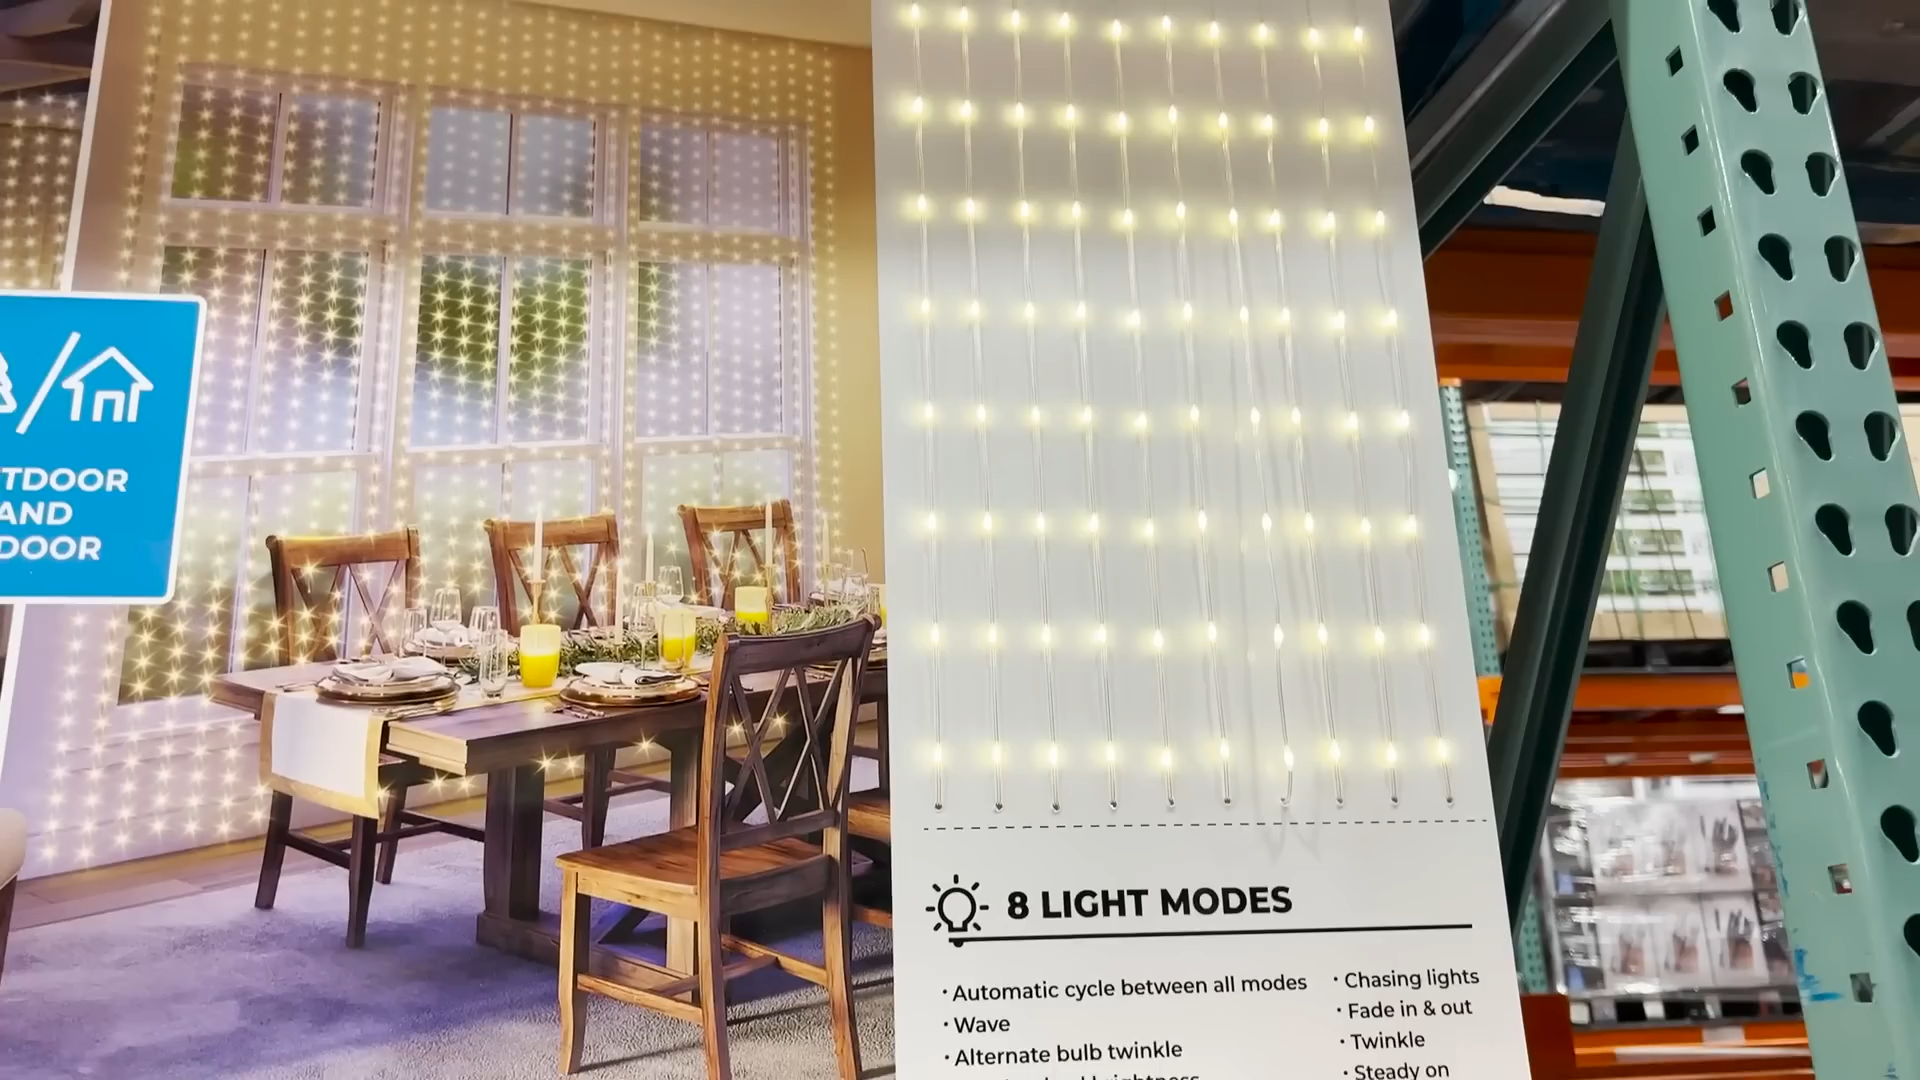 TDOOR
AND
DOOR
8 LIGHT MODES
· Automatic cycle between all modes
· Wave
· Alternate bulb twinkle
· Chasing lights
· Fade in & out
· Twinkle
· Steady on